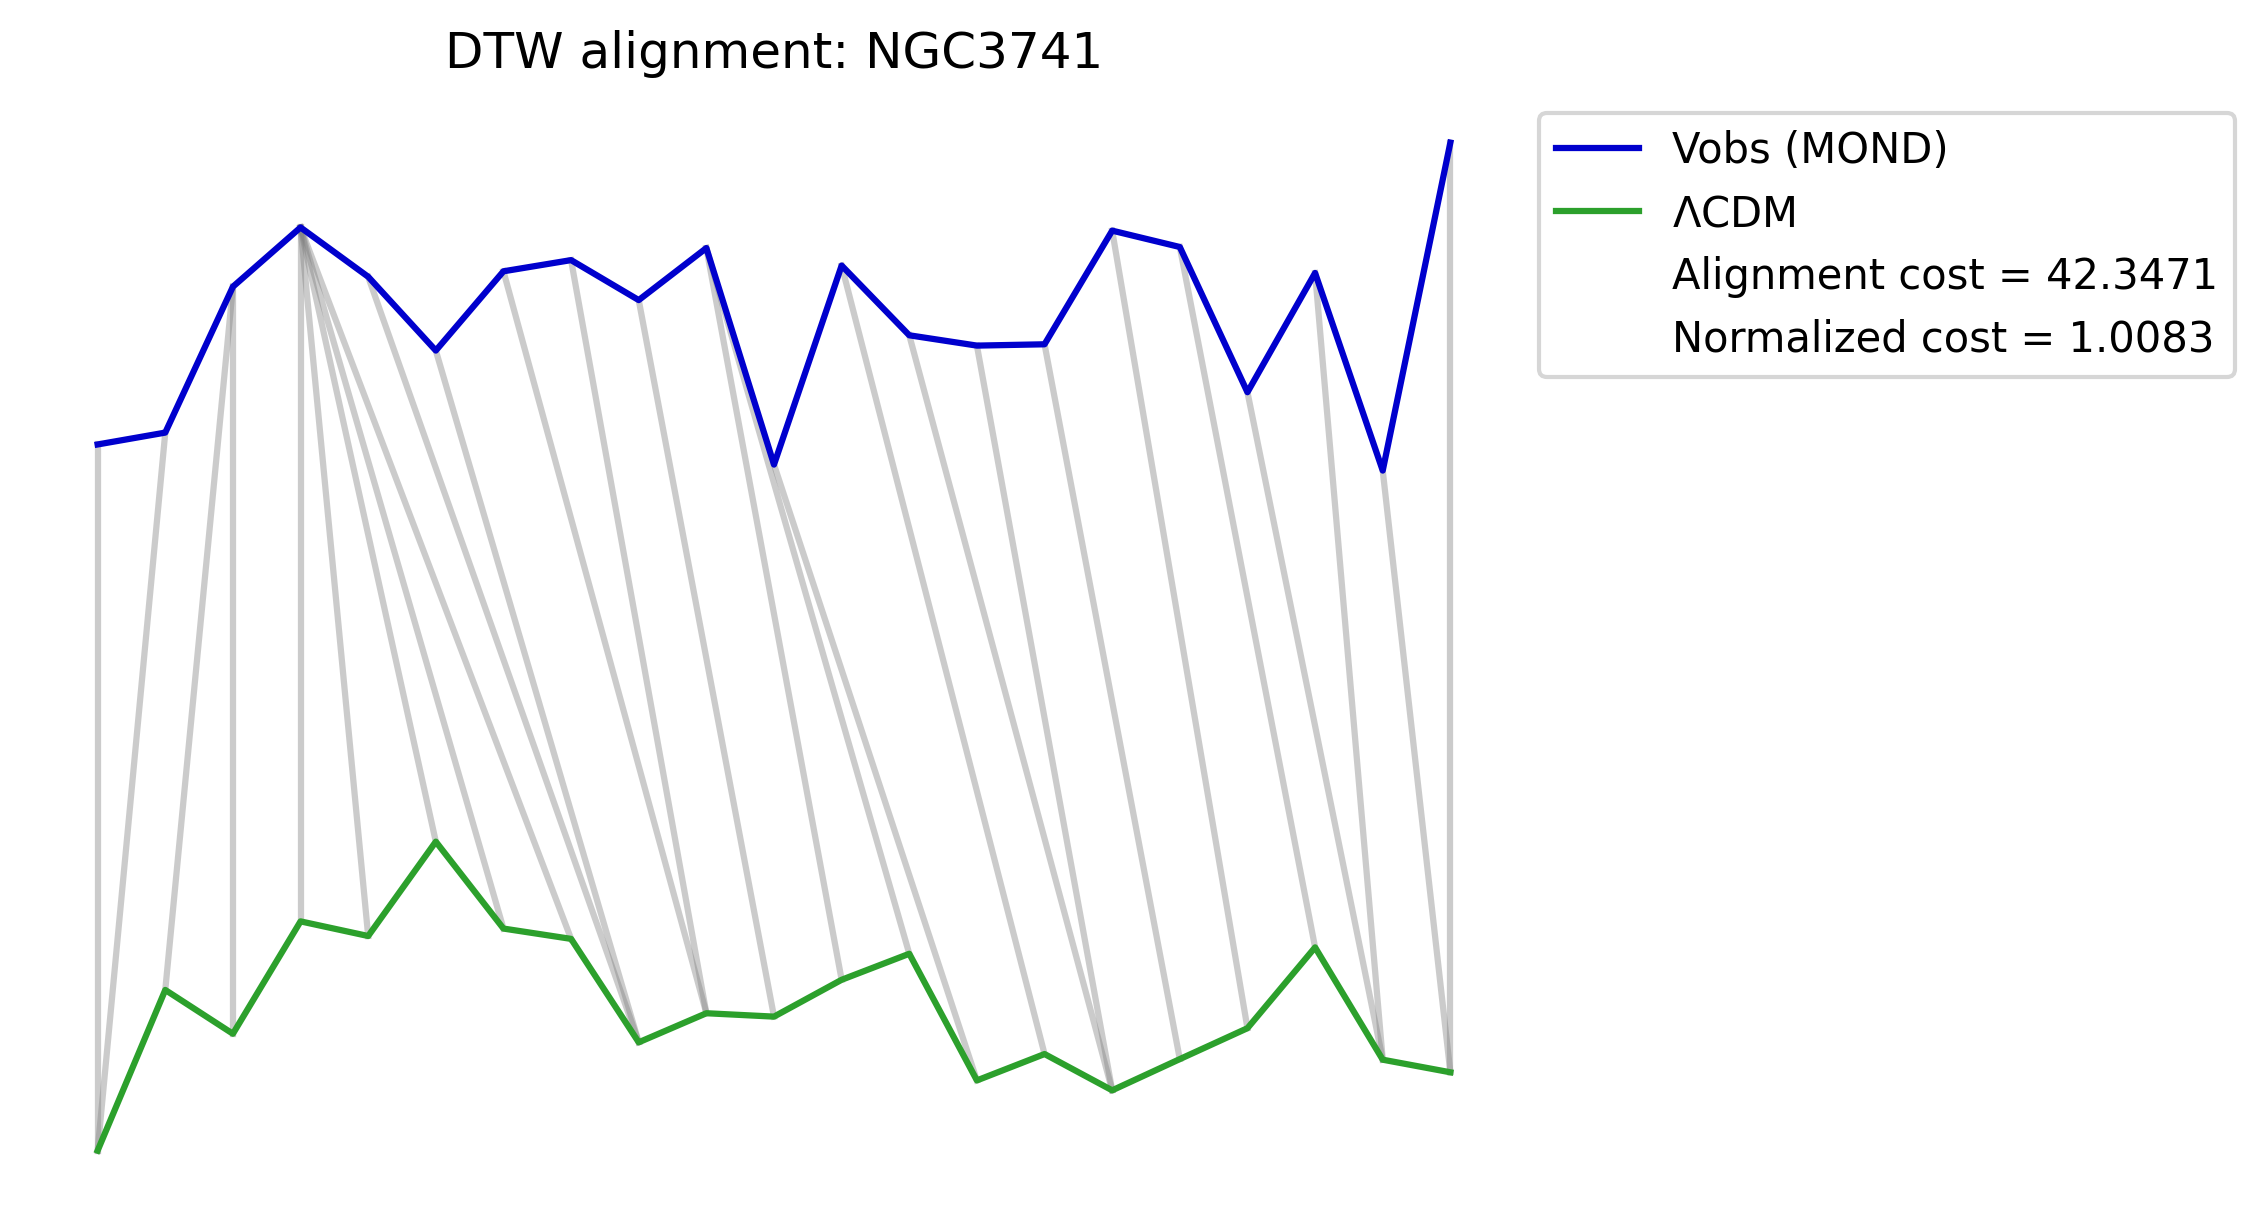 DTW alignment: NGC3741
Vobs (MOND)
ΛCDM
Alignment cost = 42.3471
Normalized cost = 1.0083